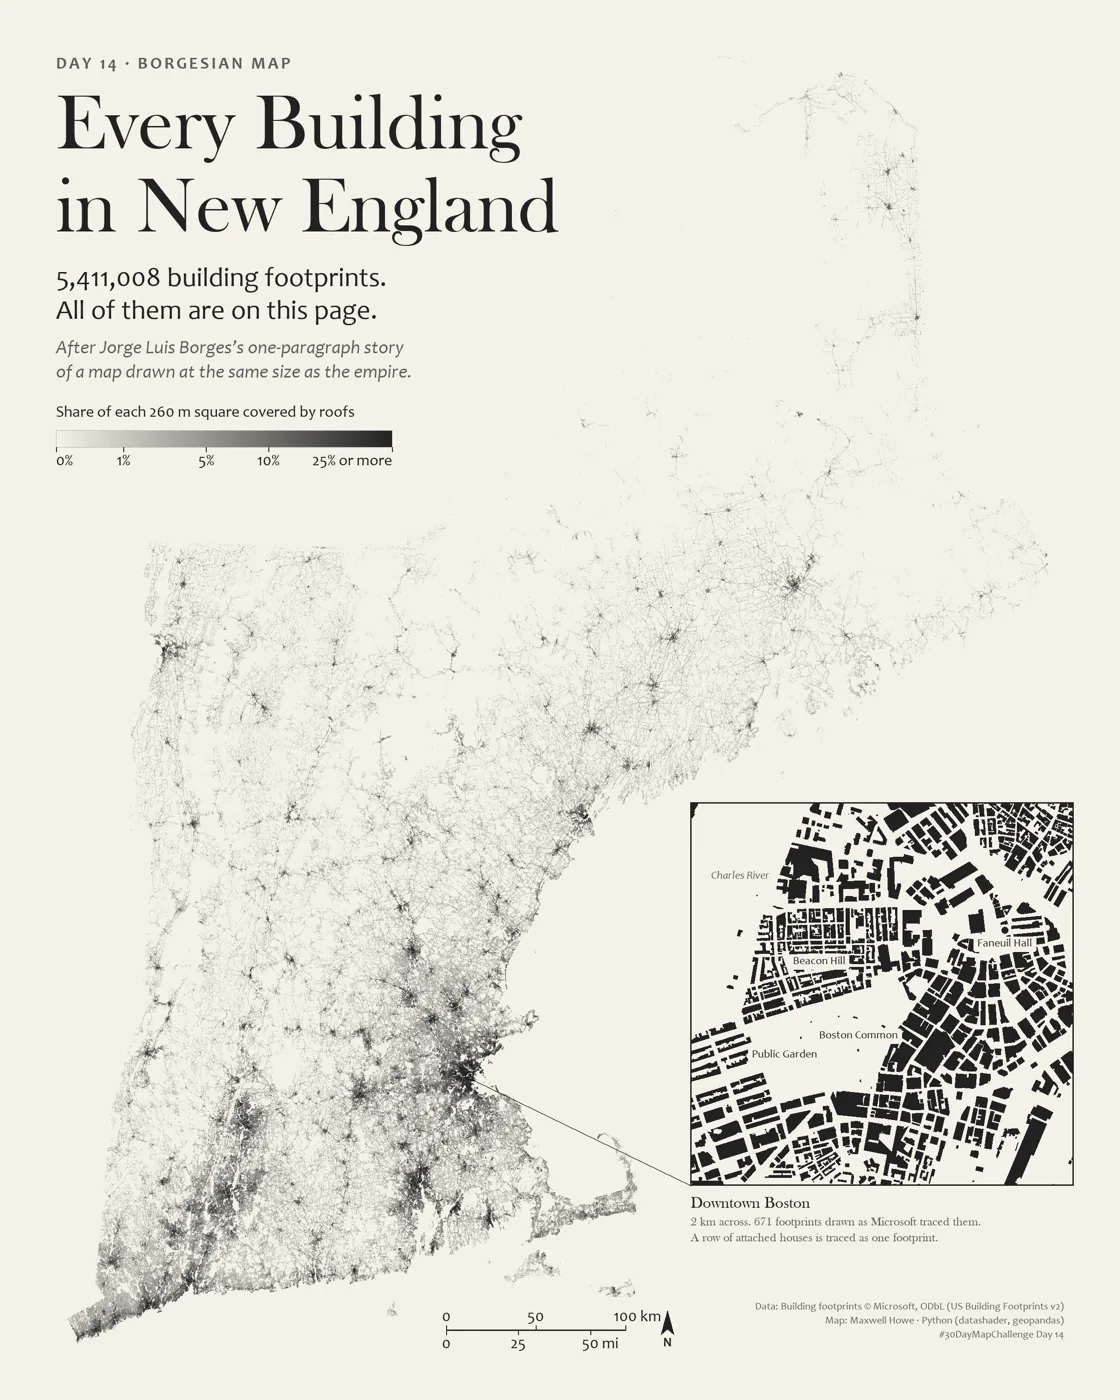 DAY 14 · BORGESIAN MAP
Every Building
in New England
5,411,008 building footprints.
All of them are on this page.
After Jorge Luis Borges’s one-paragraph story
of a map drawn at the same size as the empire.
Share of each 260 m square covered by roofs
0% 1% 5% 10% 25% or more
Charles River
Faneuil Hall
Beacon Hill
Boston Common
Public Garden
Downtown Boston
2 km across. 671 footprints drawn as Microsoft traced them.
A row of attached houses is traced as one footprint.
0 50 100 km
0 25 50 mi
N
Data: Building footprints © Microsoft, ODbL (US Building Footprints v2)
Map: Maxwell Howe · Python (datashader, geopandas)
#30DayMapChallenge Day 14